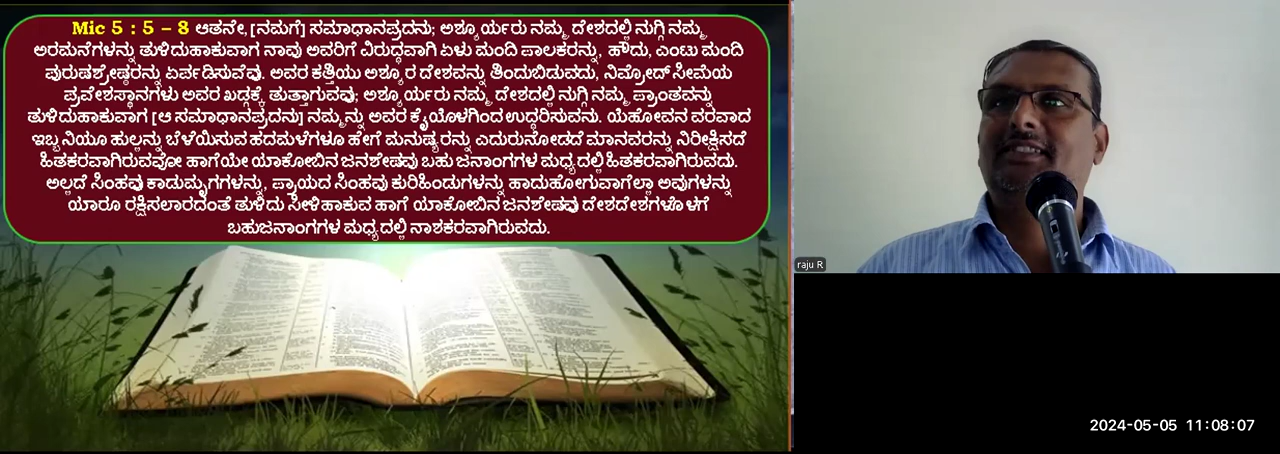 Mic 5 : 5 – 8 ಆತನೇ, [ನಮಗೆ] ಸಮಾಧಾನಪ್ರದನು; ಅಶ್ಶೂರ್ಯರು ನಮ್ಮ ದೇಶದಲ್ಲಿ ನುಗ್ಗಿ ನಮ್ಮ
ಅರಮನೆಗಳನ್ನು ತುಳಿದುಹಾಕುವಾಗ ನಾವು ಅವರಿಗೆ ವಿರುದ್ಧವಾಗಿ ಏಳು ಮಂದಿ ಪಾಲಕರನ್ನು, ಹೌದು, ಎಂಟು ಮಂದಿ
ಪುರುಷಶ್ರೇಷ್ಠರನ್ನು ಏರ್ಪಡಿಸುವೆವು. ಅವರ ಕತ್ತಿಯು ಅಶ್ಶೂರ ದೇಶವನ್ನು ತಿಂದುಬಿಡುವದು, ನಿಮ್ರೋದ್ ಸೀಮೆಯ
ಪ್ರವೇಶಸ್ಥಾನಗಳು ಅವರ ಖಡ್ಗಕ್ಕೆ ತುತ್ತಾಗುವವು; ಅಶ್ಶೂರ್ಯರು ನಮ್ಮ ದೇಶದಲ್ಲಿ ನುಗ್ಗಿ ನಮ್ಮ ಪ್ರಾಂತವನ್ನು
ತುಳಿದುಹಾಕುವಾಗ [ಆ ಸಮಾಧಾನಪ್ರದನು] ನಮ್ಮನ್ನು ಅವರ ಕೈಯೊಳಗಿಂದ ಉದ್ಧರಿಸುವನು. ಯೆಹೋವನ ವರವಾದ
ಇಬ್ಬನಿಯೂ ಹುಲ್ಲನ್ನು ಬೆಳೆಯಿಸುವ ಹದಮಳೆಗಳೂ ಹೇಗೆ ಮನುಷ್ಯರನ್ನು ಎದುರುನೋಡದೆ ಮಾನವರನ್ನು ನಿರೀಕ್ಷಿಸದೆ
ಹಿತಕರವಾಗಿರುವವೋ ಹಾಗೆಯೇ ಯಾಕೋಬಿನ ಜನಶೇಷವು ಬಹು ಜನಾಂಗಗಳ ಮಧ್ಯದಲ್ಲಿ ಹಿತಕರವಾಗಿರುವದು.
ಅಲ್ಲದೆ ಸಿಂಹವು ಕಾಡುಮೃಗಗಳನ್ನು, ಪ್ರಾಯದ ಸಿಂಹವು ಕುರಿಹಿಂಡುಗಳನ್ನು ಹಾದುಹೋಗುವಾಗೆಲ್ಲಾ ಅವುಗಳನ್ನು
ಯಾರೂ ರಕ್ಷಿಸಲಾರದಂತೆ ತುಳಿದು ಸೀಳಿಹಾಕುವ ಹಾಗೆ ಯಾಕೋಬಿನ ಜನಶೇಷವು ದೇಶದೇಶಗಳೊಳಗೆ
ಬಹುಜನಾಂಗಗಳ ಮಧ್ಯದಲ್ಲಿ ನಾಶಕರವಾಗಿರುವದು.
raju R
2024-05-05 11:08:07